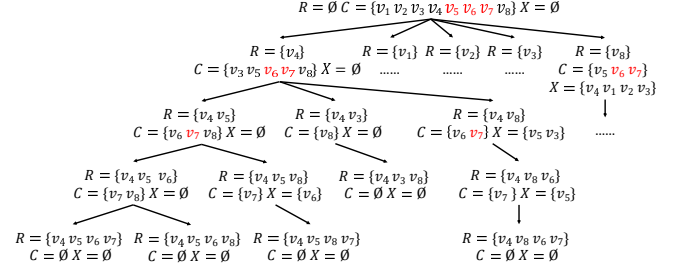 R = Ø C = {v₁ v₂ v₃ v₄ v₅ v₆ v₇ v₈} X = Ø
R = {v₄} R = {v₁} R = {v₂} R = {v₃} R = {v₈}
C = {v₃ v₅ v₆ v₇ v₈} X = Ø ...... ...... ...... C = {v₅ v₆ v₇}
X = {v₄ v₁ v₂ v₃}
R = {v₄ v₅} R = {v₄ v₃} R = {v₄ v₈}
C = {v₆ v₇ v₈} X = Ø C = {v₈} X = Ø C = {v₆ v₇} X = {v₅ v₃} ......
R = {v₄ v₅ v₆} R = {v₄ v₅ v₈} R = {v₄ v₃ v₈} R = {v₄ v₈ v₆}
C = {v₇ v₈} X = Ø C = {v₇} X = {v₆} C = Ø X = Ø C = {v₇ } X = {v₅}
R = {v₄ v₅ v₆ v₇} R = {v₄ v₅ v₆ v₈} R = {v₄ v₅ v₈ v₇} R = {v₄ v₈ v₆ v₇}
C = Ø X = Ø C = Ø X = Ø C = Ø X = Ø C = Ø X = Ø